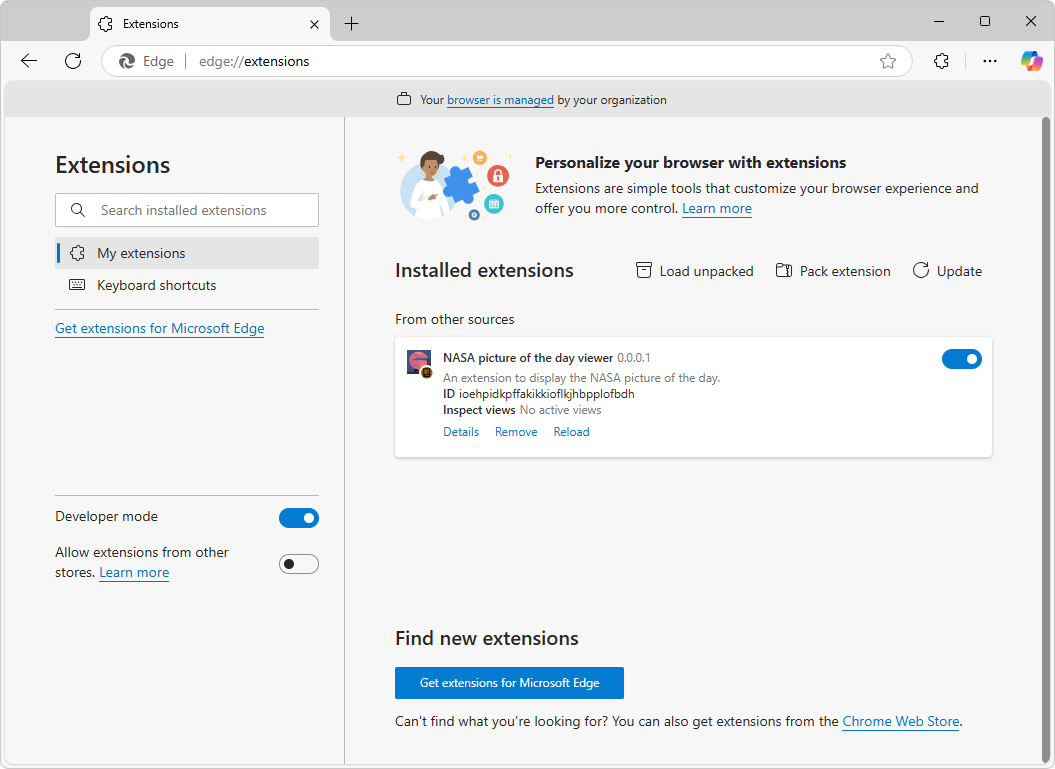 Extensions
Edge
edge://extensions
Your browser is managed by your organization
Extensions
Search installed extensions
My extensions
Keyboard shortcuts
Get extensions for Microsoft Edge
Developer mode
Allow extensions from other
stores. Learn more
Personalize your browser with extensions
Extensions are simple tools that customize your browser experience and
offer you more control. Learn more
Installed extensions
Load unpacked
Pack extension
Update
From other sources
NASA picture of the day viewer 0.0.0.1
An extension to display the NASA picture of the day.
ID ioehpidkpffakikkioflkjhbpplofbdh
Inspect views No active views
Details Remove Reload
Find new extensions
Get extensions for Microsoft Edge
Can't find what you're looking for? You can also get extensions from the Chrome Web Store.